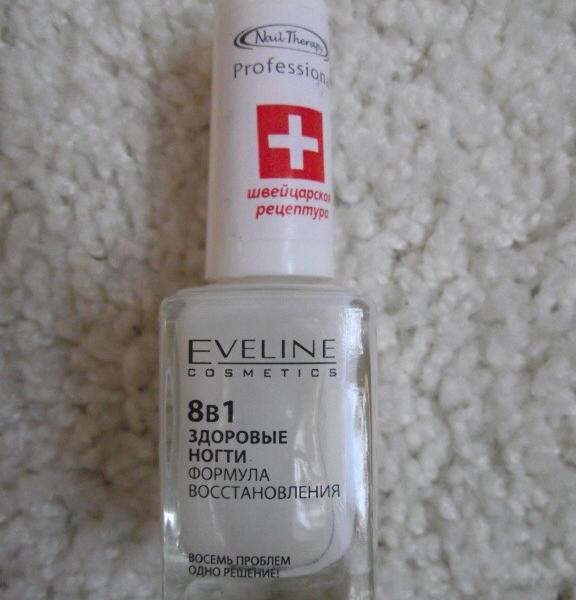 Nail Therapy
Professional
швейцарская
рецептура
EVELINE
COSMETICS
8В1
ЗДОРОВЫЕ
НОГТИ
ФОРМУЛА
ВОССТАНОВЛЕНИЯ
ВОСЕМЬ ПРОБЛЕМ
ОДНО РЕШЕНИЕ!